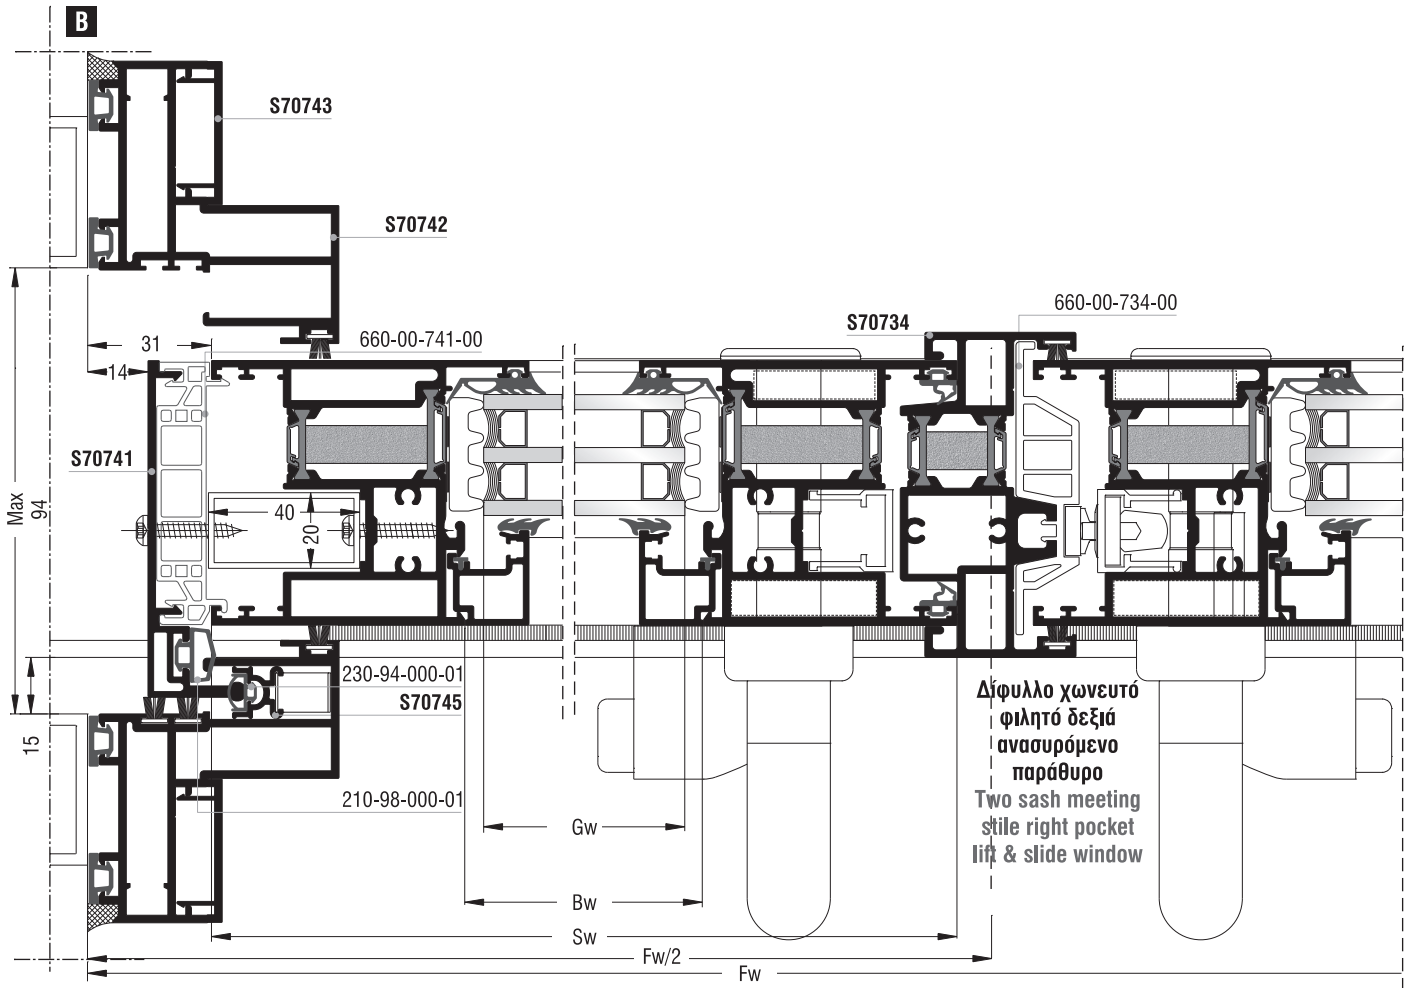 B
S70743
S70742
660-00-734-00
S70734
31
660-00-741-00
14
S70741
Max
94
40
20
230-94-000-01
S70745
15
210-98-000-01
Δίφυλλο χωνευτό
φιλητό δεξιά
ανασυρόμενο
παράθυρο
Two sash meeting
stile right pocket
lift & slide window
Gw
Bw
Sw
Fw/2
Fw